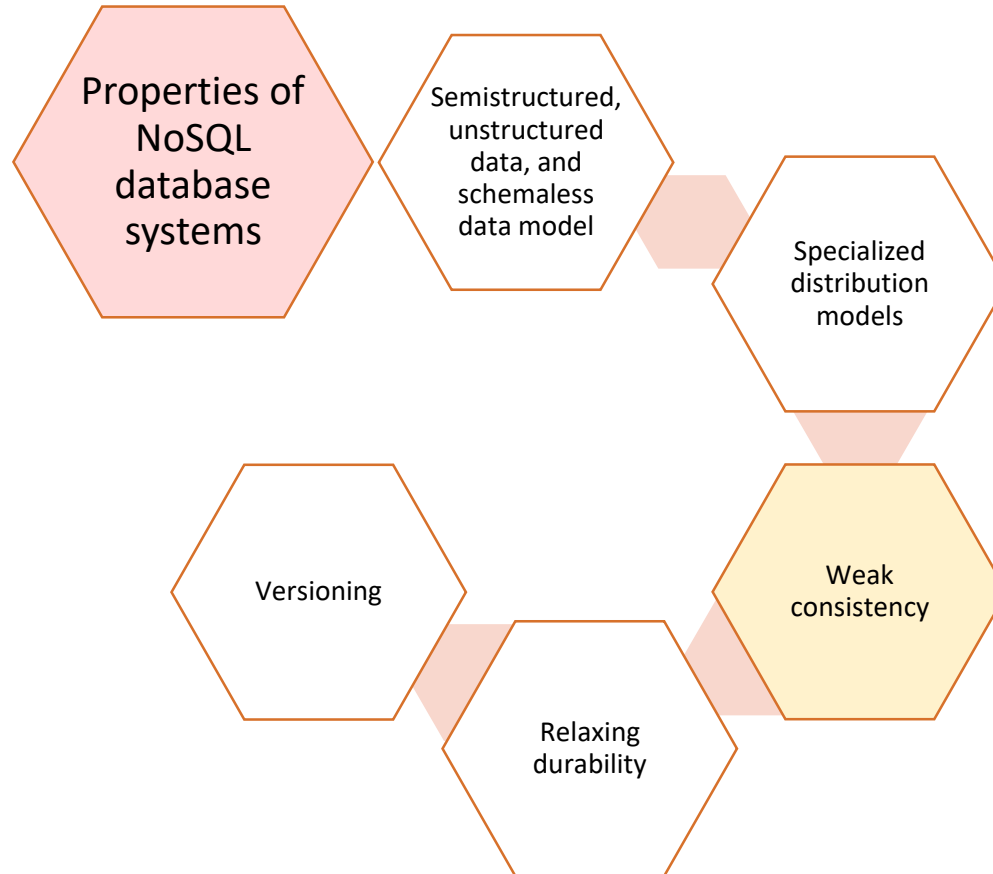 Properties of
NoSQL
database
systems
Semistructured,
unstructured
data, and
schemaless
data model
Specialized
distribution
models
Weak
consistency
Relaxing
durability
Versioning